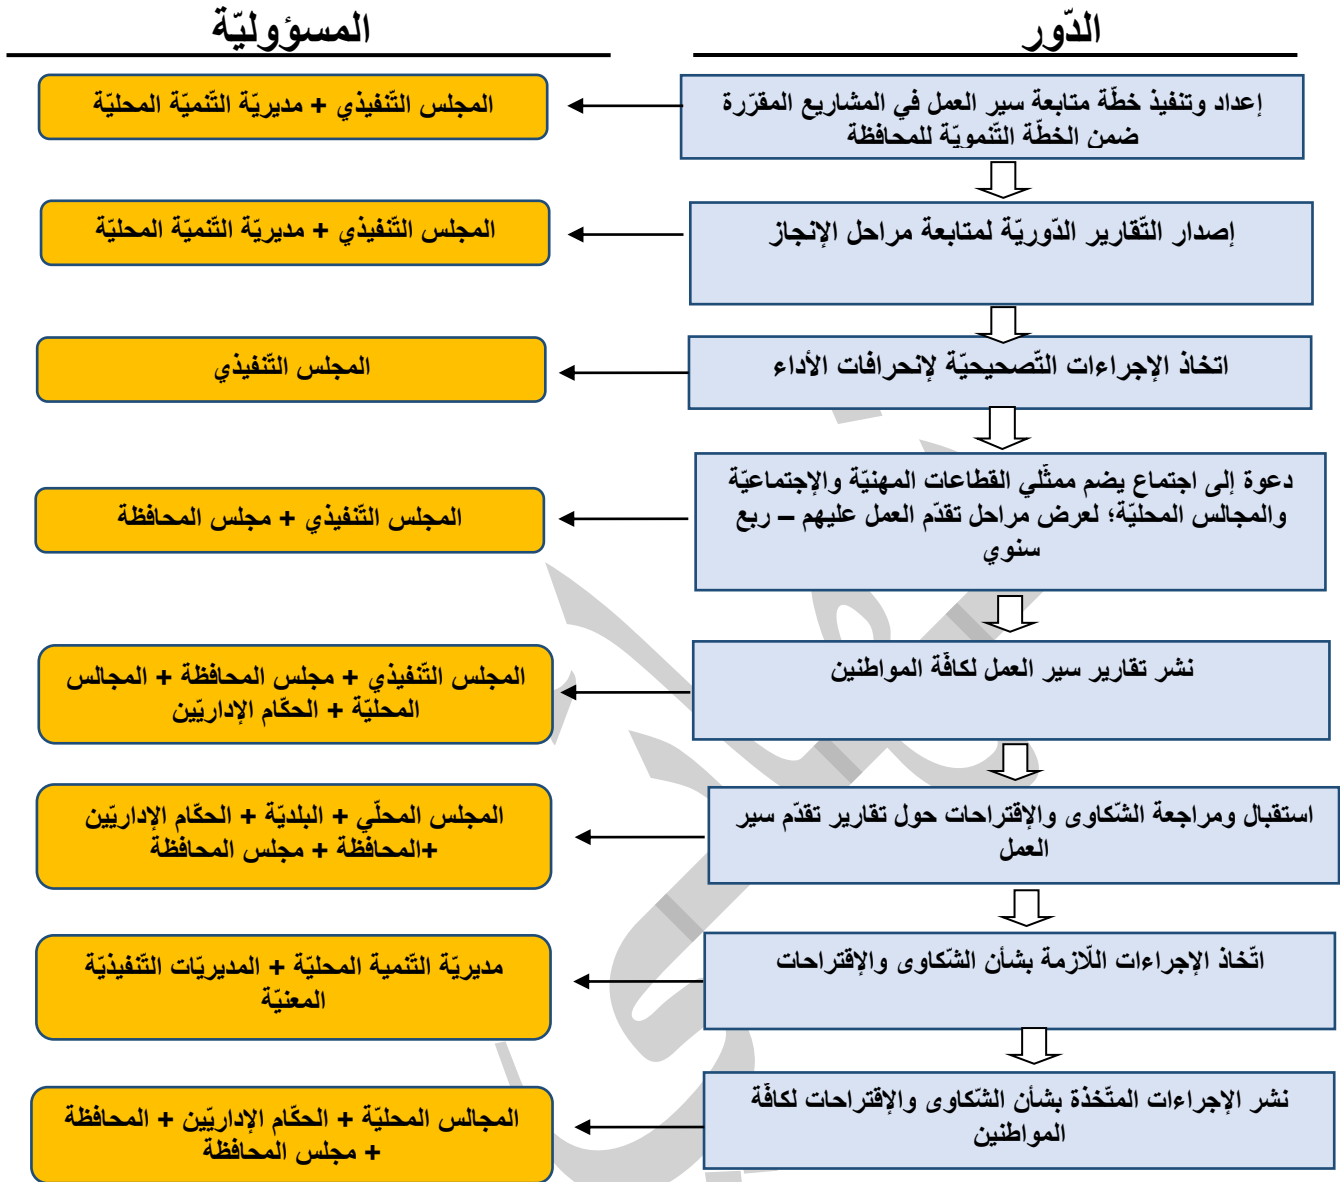 الدّور
المسؤوليّة
إعداد وتنفيذ خطّة متابعة سير العمل في المشاريع المقرّرة
ضمن الخطّة التّنمويّة للمحافظة
المجلس التّنفيذي + مديريّة التّنميّة المحليّة
إصدار التّقارير الدّوريّة لمتابعة مراحل الإنجاز
المجلس التّنفيذي + مديريّة التّنميّة المحليّة
اتخاذ الإجراءات التّصحيحيّة لإنحرافات الأداء
المجلس التّنفيذي
دعوة إلى اجتماع يضم ممثّلي القطاعات المهنيّة والإجتماعيّة
والمجالس المحليّة؛ لعرض مراحل تقدّم العمل عليهم – ربع
سنوي
المجلس التّنفيذي + مجلس المحافظة
نشر تقارير سير العمل لكافّة المواطنين
المجلس التّنفيذي + مجلس المحافظة + المجالس
المحليّة + الحكّام الإداريّين
استقبال ومراجعة الشّكاوى والإقتراحات حول تقارير تقدّم سير
العمل
المجلس المحلّي + البلديّة + الحكّام الإداريّين
+المحافظة + مجلس المحافظة
اتّخاذ الإجراءات اللّازمة بشأن الشّكاوى والإقتراحات
مديريّة التّنمية المحليّة + المديريّات التّنفيذيّة
المعنيّة
نشر الإجراءات المتّخذة بشأن الشّكاوى والإقتراحات لكافّة
المواطنين
المجالس المحليّة + الحكّام الإداريّين + المحافظة
+ مجلس المحافظة